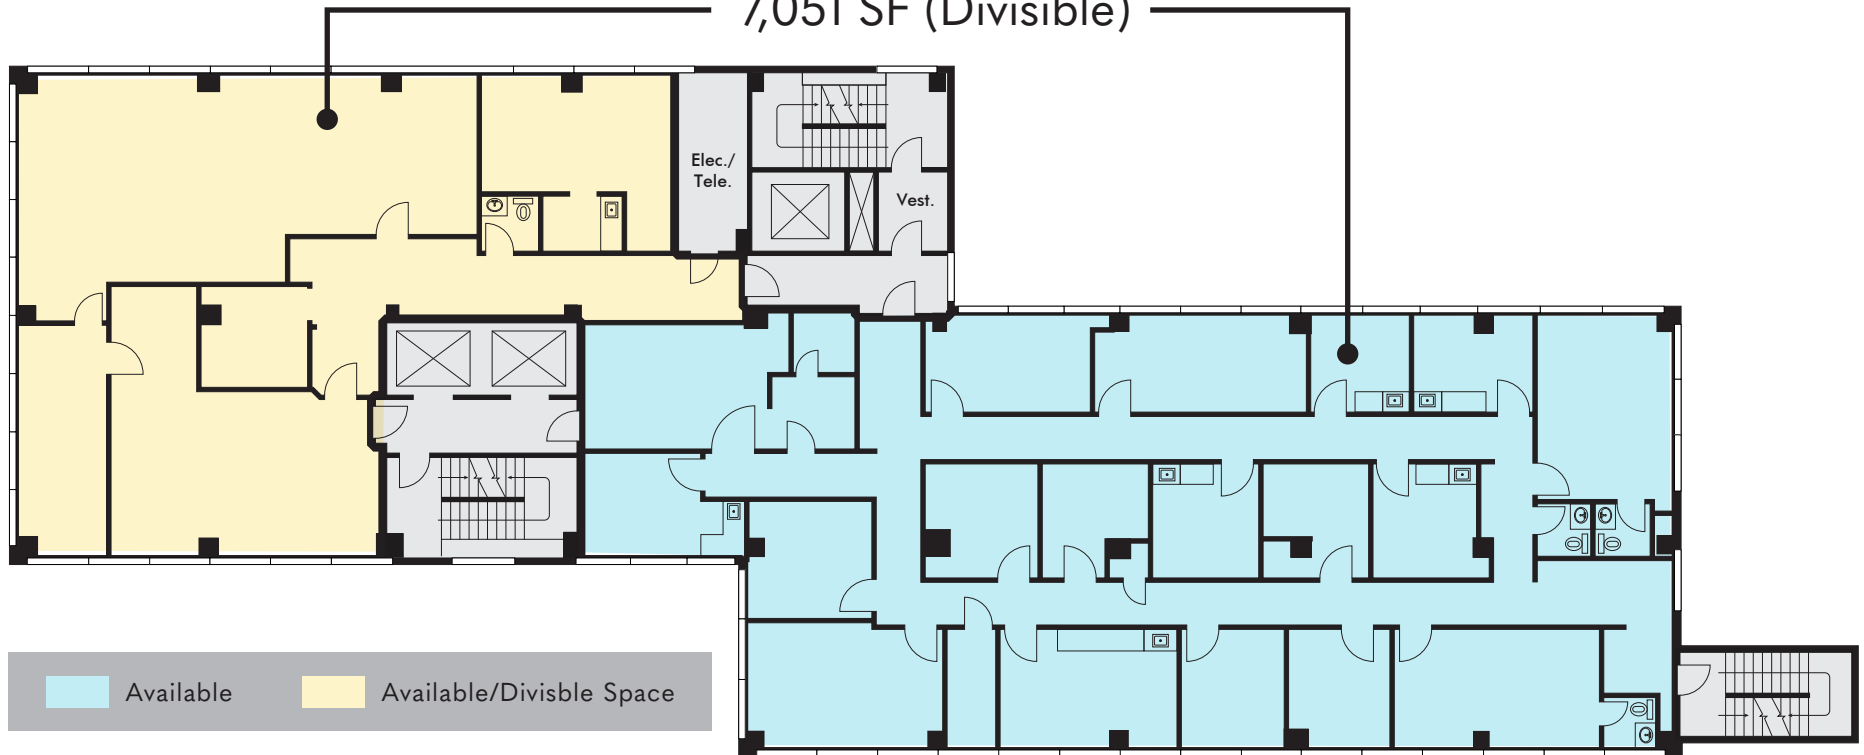 7,051 SF (Divisible)
Elec./
Tele.
Vest.
Available
Available/Divisble Space